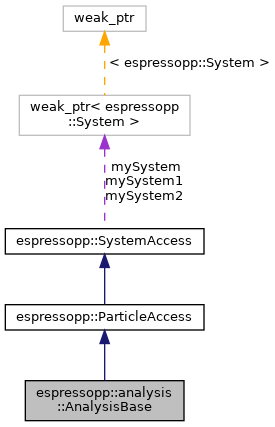 weak_ptr
< espressopp::System >
weak_ptr< espressopp
::System >
mySystem
mySystem1
mySystem2
espressopp::SystemAccess
espressopp::ParticleAccess
espressopp::analysis
::AnalysisBase